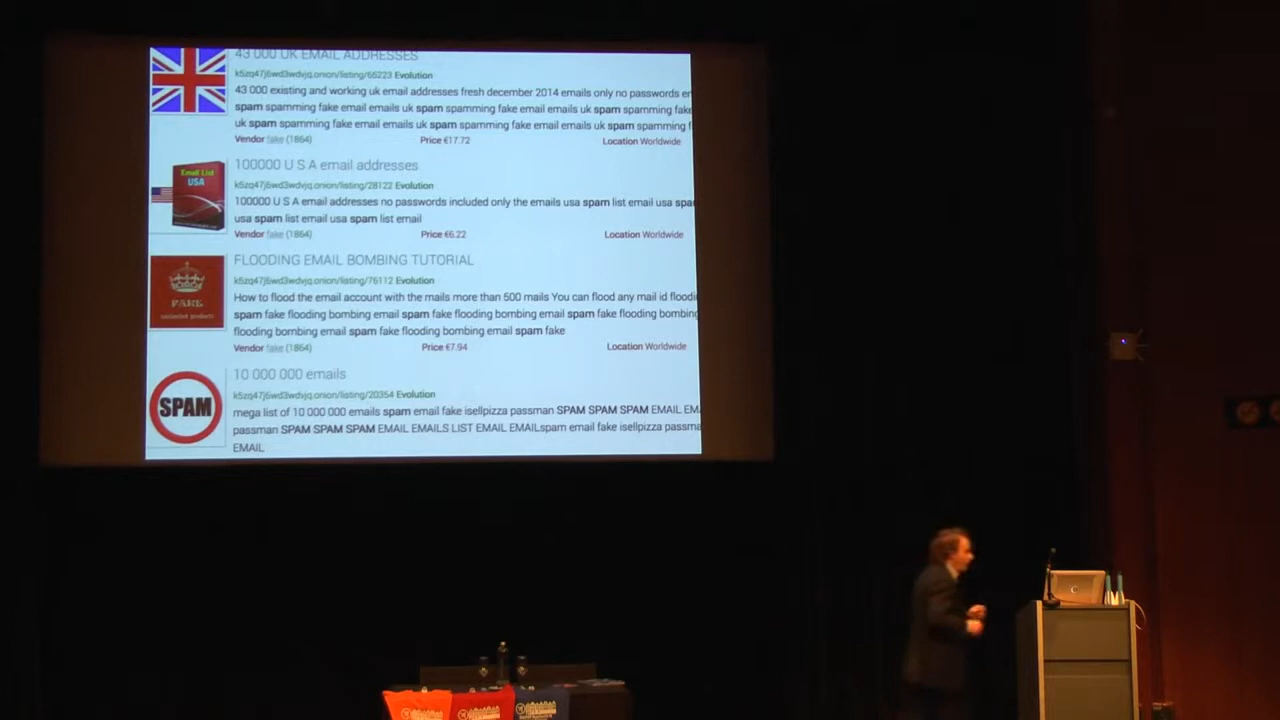 43 000 UK EMAIL ADDRESSES
k5zq47j6wd3wdvjq.onion/listing/66223 Evolution
43 000 existing and working uk email addresses fresh december 2014 emails only no passwords en
spam spamming fake email emails uk spam spamming fake email emails uk spam spamming fake
uk spam spamming fake email emails uk spam spamming fake email emails uk spam spamming f
Vendor fake (1864) Price €17.72 Location Worldwide
Email List
USA
100000 U S A email addresses
k5zq47j6wd3wdvjq.onion/listing/28122 Evolution
100000 U S A email addresses no passwords included only the emails usa spam list email usa spa
usa spam list email usa spam list email
Vendor fake (1864) Price €6.22 Location Worldwide
FAKE
FLOODING EMAIL BOMBING TUTORIAL
k5zq47j6wd3wdvjq.onion/listing/76112 Evolution
How to flood the email account with the mails more than 500 mails You can flood any mail id floodi
spam fake flooding bombing email spam fake flooding bombing email spam fake flooding bombing
flooding bombing email spam fake flooding bombing email spam fake
Vendor fake (1864) Price €7.94 Location Worldwide
SPAM
10 000 000 emails
k5zq47j6wd3wdvjq.onion/listing/20354 Evolution
mega list of 10 000 000 emails spam email fake isellpizza passman SPAM SPAM SPAM EMAIL EM
passman SPAM SPAM SPAM EMAIL EMAILS LIST EMAIL EMAILspam email fake isellpizza passma
EMAIL